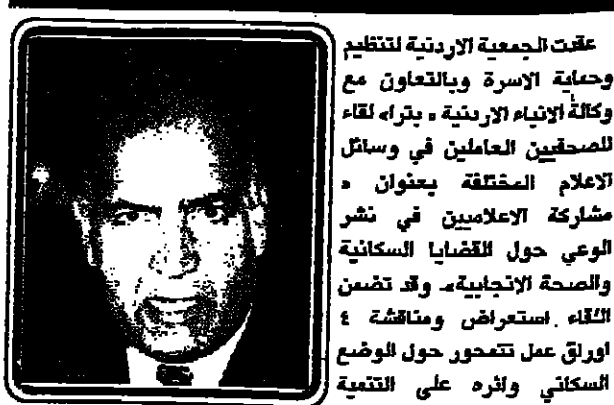 عقدت الجمعية الاردنية لتنظيم
وحماية الاسرة وبالتعاون مع
وكالة الانباء الاردنية « بترا» لقاء
للصحفيين العاملين في وسائل
الاعلام المختلفة بعنوان «
مشاركة الاعلاميين في نشر
الوعي حول القضايا السكانية
والصحة الانجابية». وقد تضمن
اللقاء استعراض ومناقشة ٤
اوراق عمل تتمحور حول الوضع
السكاني واثره على التنمية